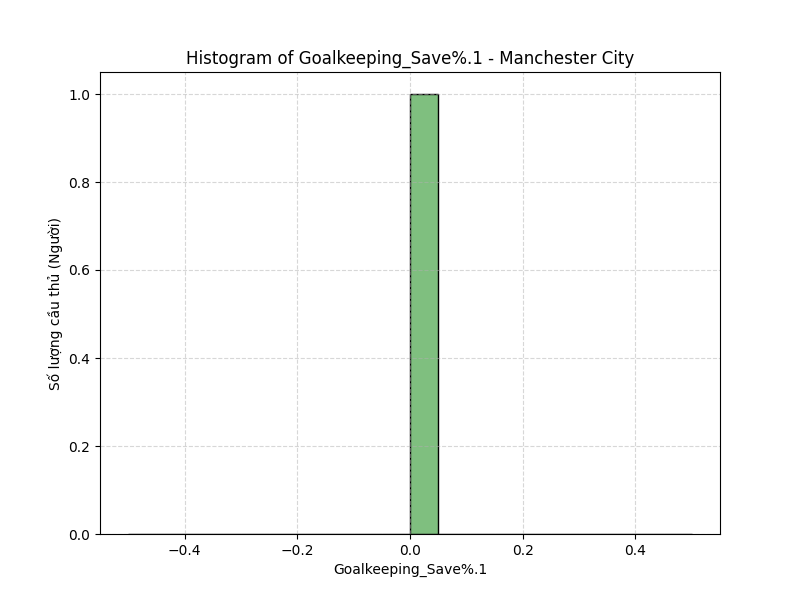 Histogram of Goalkeeping_Save%.1 - Manchester City
Số lượng cầu thủ (Người)
1.0
0.8
0.6
0.4
0.2
0.0
−0.4 −0.2 0.0 0.2 0.4
Goalkeeping_Save%.1